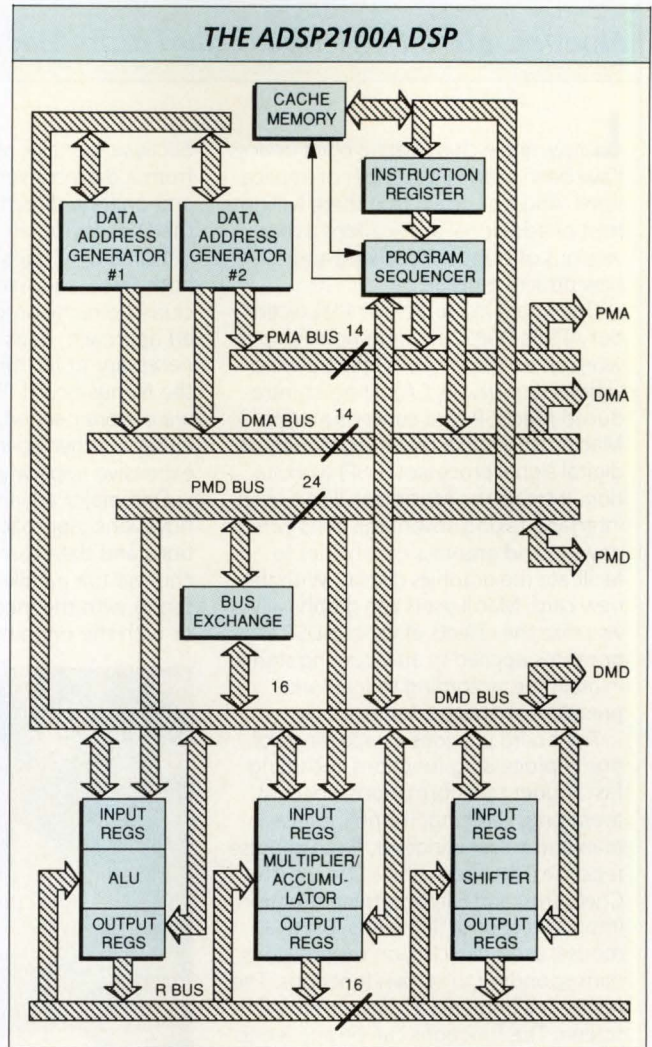 THE ADSP2100A DSP
CACHE
MEMORY
INSTRUCTION
REGISTER
DATA
ADDRESS
GENERATOR
#1
DATA
ADDRESS
GENERATOR
#2
PROGRAM
SEQUENCER
PMA BUS
14
PMA
DMA BUS
14
DMA
PMD BUS
24
PMD
BUS
EXCHANGE
16
DMD BUS
DMD
INPUT
REGS
ALU
OUTPUT
REGS
INPUT
REGS
MULTIPLIER/
ACCUMU-
LATOR
OUTPUT
REGS
INPUT
REGS
SHIFTER
OUTPUT
REGS
R BUS
16